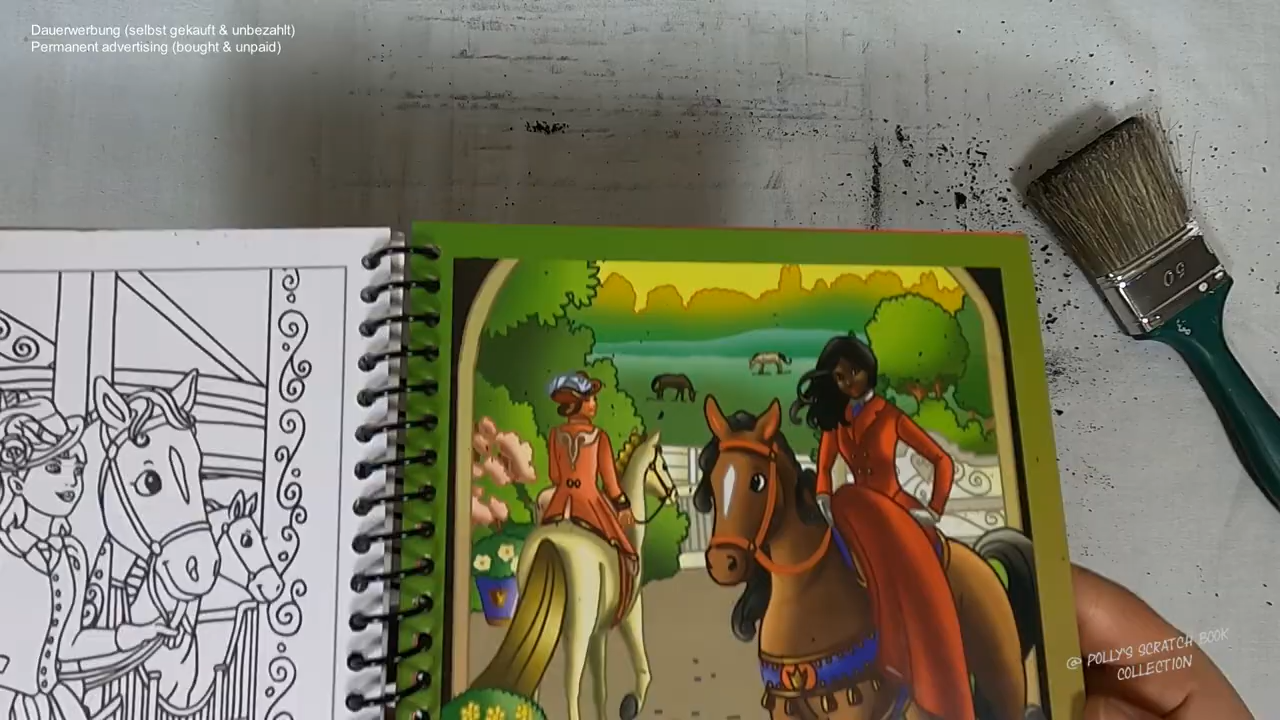 Dauerwerbung (selbst gekauft & unbezahlt)
Permanent advertising (bought & unpaid)
50
@ POLLY'S SCRATCH BOOK
COLLECTION